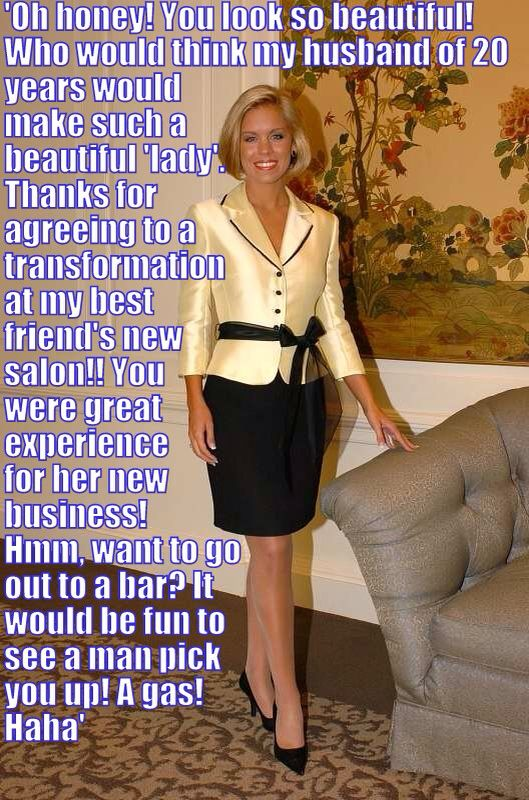 'Oh honey! You look so beautiful!
Who would think my husband of 20
years would
make such a
beautiful 'lady'.
Thanks for
agreeing to a
transformation
at my best
friend's new
salon!! You
were great
experience
for her new
business!
Hmm, want to go
out to a bar? It
would be fun to
see a man pick
you up! A gas!
Haha'